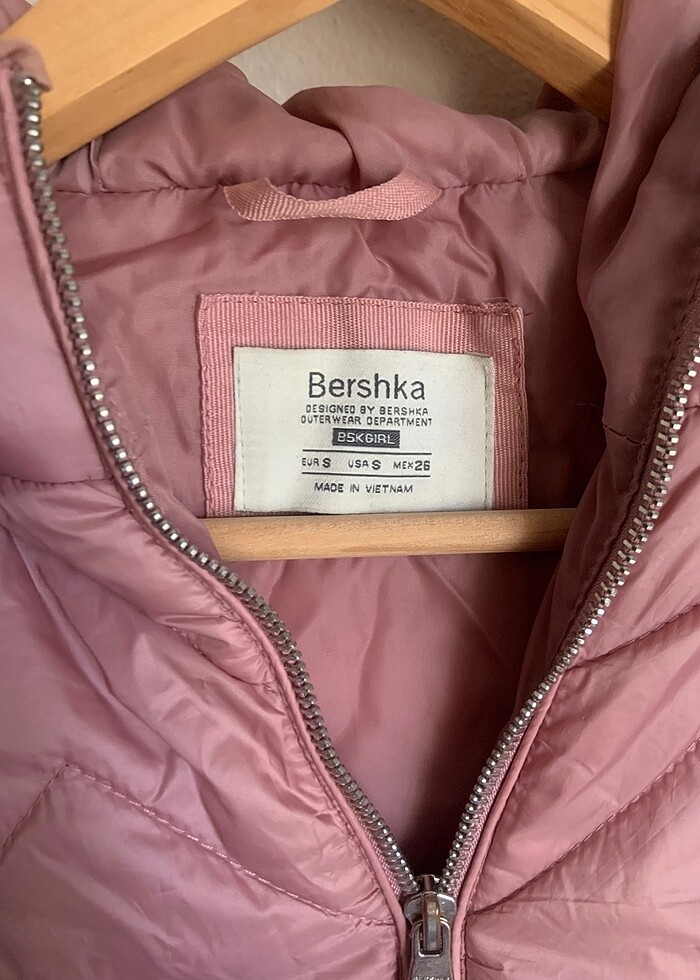 Bershka
DESIGNED BY BERSHKA
OUTERWEAR DEPARTMENT
BSKGIRL
EUR S USA S MEX 26
MADE IN VIETNAM